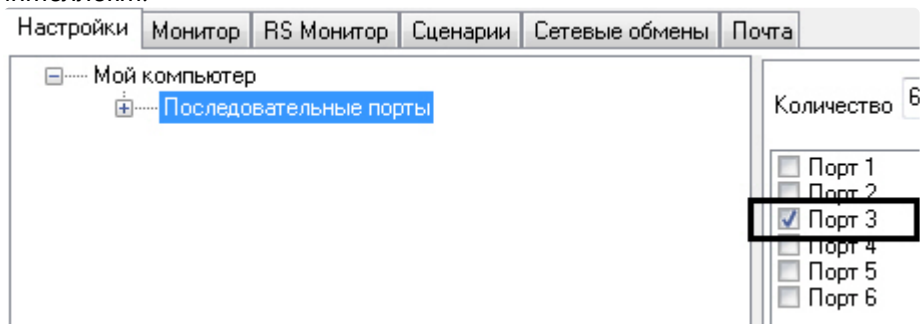 Настройки Монитор RS Монитор Сценарии Сетевые обмены Почта
Мой компьютер
Последовательные порты
Количество 6
Порт 1
Порт 2
Порт 3
Порт 4
Порт 5
Порт 6